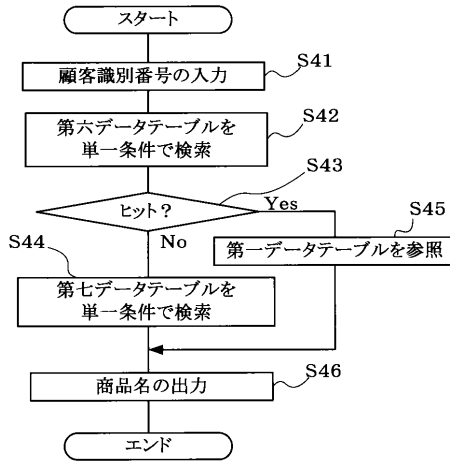 スタート
顧客識別番号の入力
S41
第六データテーブルを
単一条件で検索
S42
ヒット?
S43
Yes
No
S44
S45
第一データテーブルを参照
第七データテーブルを
単一条件で検索
商品名の出力
S46
エンド